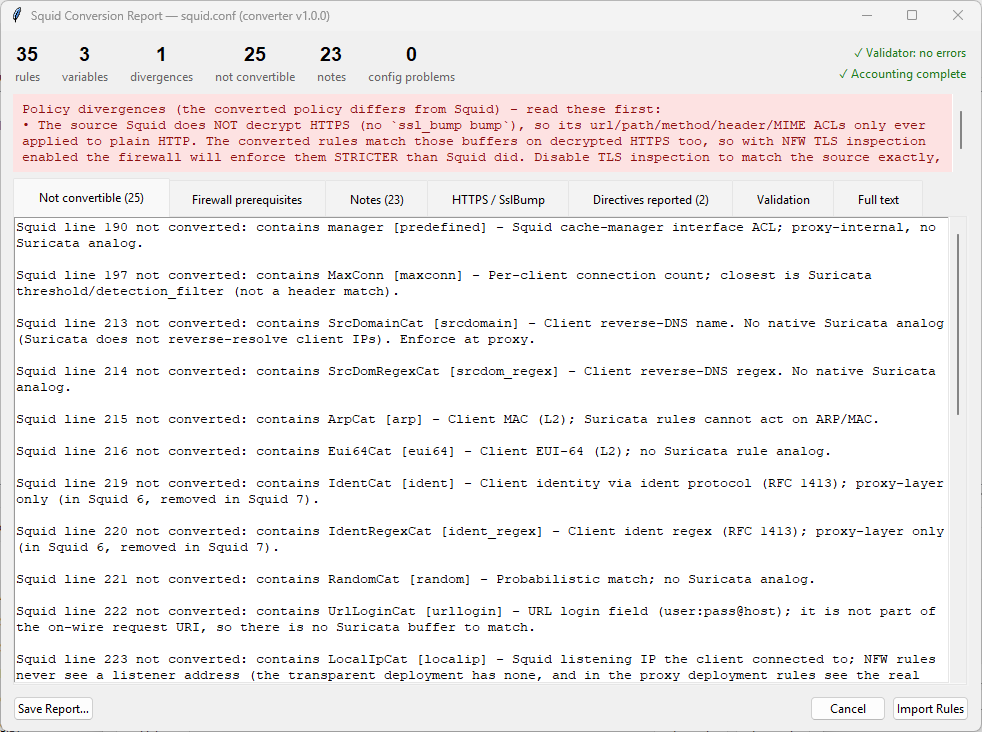 Squid Conversion Report — squid.conf (converter v1.0.0)
35 3 1 25 23 0
rules variables divergences not convertible notes config problems
✓ Validator: no errors
✓ Accounting complete
Policy divergences (the converted policy differs from Squid) - read these first:
• The source Squid does NOT decrypt HTTPS (no `ssl_bump bump`), so its url/path/method/header/MIME ACLs only ever
applied to plain HTTP. The converted rules match those buffers on decrypted HTTPS too, so with NFW TLS inspection
enabled the firewall will enforce them STRICTER than Squid did. Disable TLS inspection to match the source exactly,
Not convertible (25) Firewall prerequisites Notes (23) HTTPS / SslBump Directives reported (2) Validation Full text
Squid line 190 not converted: contains manager [predefined] - Squid cache-manager interface ACL; proxy-internal, no
Suricata analog.
Squid line 197 not converted: contains MaxConn [maxconn] - Per-client connection count; closest is Suricata
threshold/detection_filter (not a header match).
Squid line 213 not converted: contains SrcDomainCat [srcdomain] - Client reverse-DNS name. No native Suricata analog
(Suricata does not reverse-resolve client IPs). Enforce at proxy.
Squid line 214 not converted: contains SrcDomRegexCat [srcdom_regex] - Client reverse-DNS regex. No native Suricata
analog.
Squid line 215 not converted: contains ArpCat [arp] - Client MAC (L2); Suricata rules cannot act on ARP/MAC.
Squid line 216 not converted: contains Eui64Cat [eui64] - Client EUI-64 (L2); no Suricata rule analog.
Squid line 219 not converted: contains IdentCat [ident] - Client identity via ident protocol (RFC 1413); proxy-layer
only (in Squid 6, removed in Squid 7).
Squid line 220 not converted: contains IdentRegexCat [ident_regex] - Client ident regex (RFC 1413); proxy-layer only
(in Squid 6, removed in Squid 7).
Squid line 221 not converted: contains RandomCat [random] - Probabilistic match; no Suricata analog.
Squid line 222 not converted: contains UrlLoginCat [urllogin] - URL login field (user:pass@host); it is not part of
the on-wire request URI, so there is no Suricata buffer to match.
Squid line 223 not converted: contains LocalIpCat [localip] - Squid listening IP the client connected to; NFW rules
never see a listener address (the transparent deployment has none, and in the proxy deployment rules see the real
Save Report... Cancel Import Rules